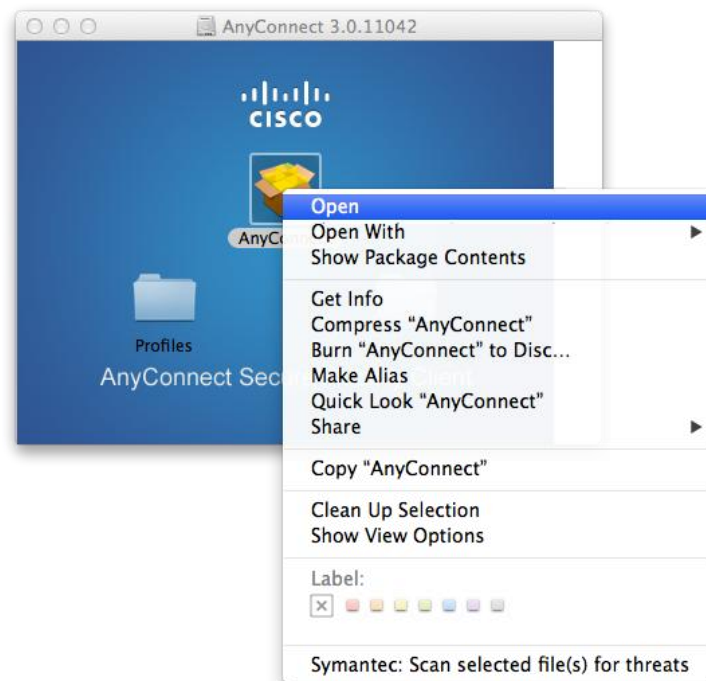 AnyConnect 3.0.11042
CISCO
AnyConnect
Profiles
AnyConnect Client
Open
Open With
Show Package Contents
Get Info
Compress “AnyConnect”
Burn “AnyConnect” to Disc…
Make Alias
Quick Look “AnyConnect”
Share
Copy “AnyConnect”
Clean Up Selection
Show View Options
Label:
Symantec: Scan selected file(s) for threats